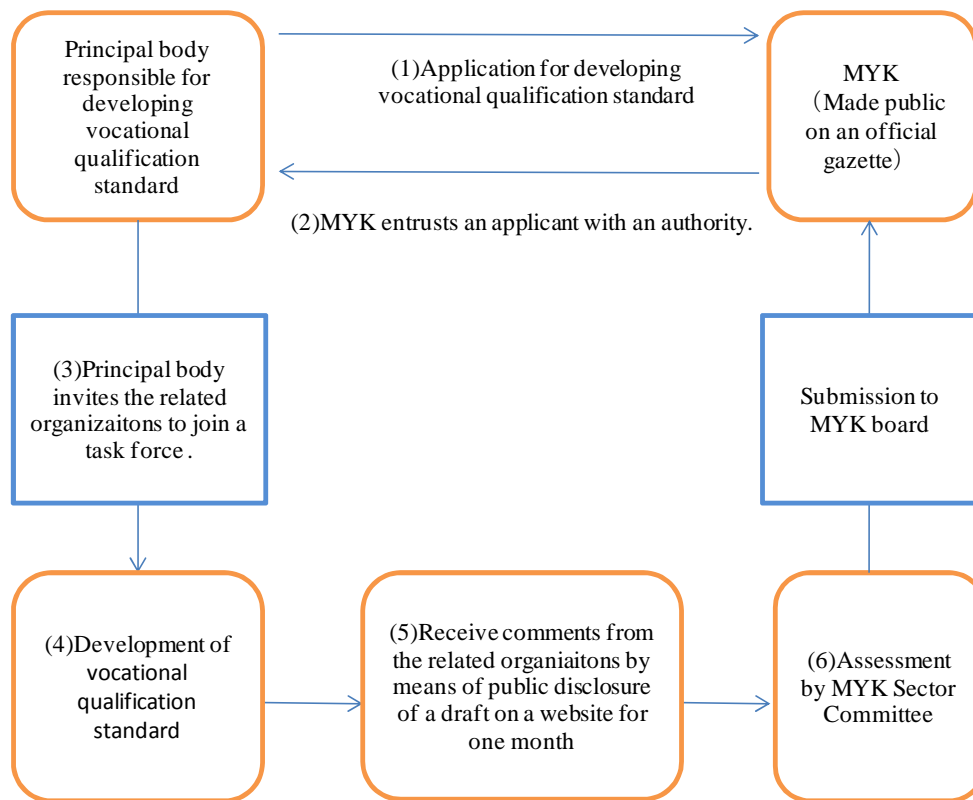 Principal body
responsible for
developing
vocational
qualification
standard
(1)Application for developing
vocational qualification standard
MYK
（Made public
on an official
gazette）
(2)MYK entrusts an applicant with an authority.
(3)Principal body
invites the related
organizaitons to join a
task force .
Submission to
MYK board
(4)Development of
vocational
qualification
standard
(5)Receive comments from
the related organiaitons by
means of public disclosure
of a draft on a website for
one month
(6)Assessment
by MYK Sector
Committee